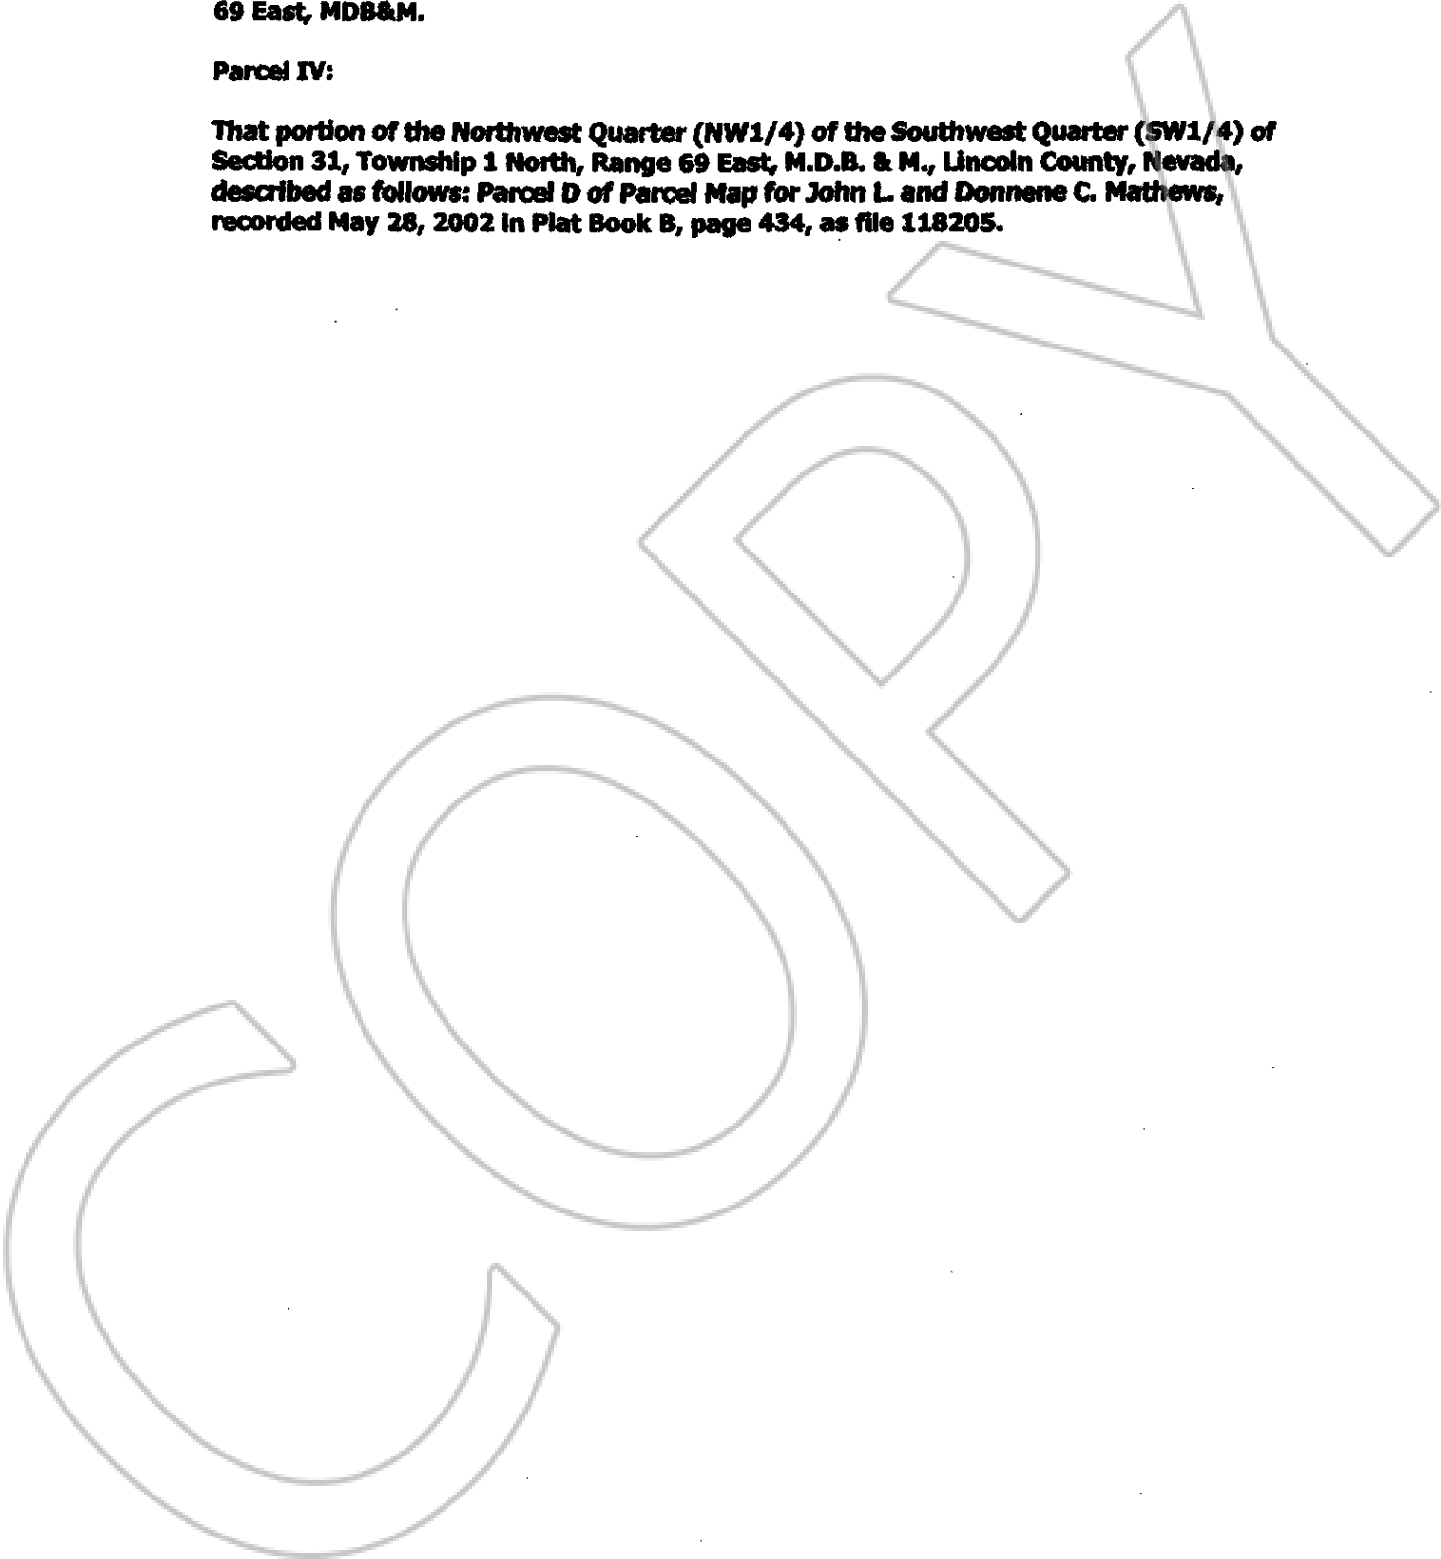 69 East, MDB&M.
Parcel IV:
That portion of the Northwest Quarter (NW1/4) of the Southwest Quarter (SW1/4) of
Section 31, Township 1 North, Range 69 East, M.D.B. & M., Lincoln County, Nevada,
described as follows: Parcel D of Parcel Map for John L. and Donnene C. Mathews,
recorded May 28, 2002 in Plat Book B, page 434, as file 118205.
COPY